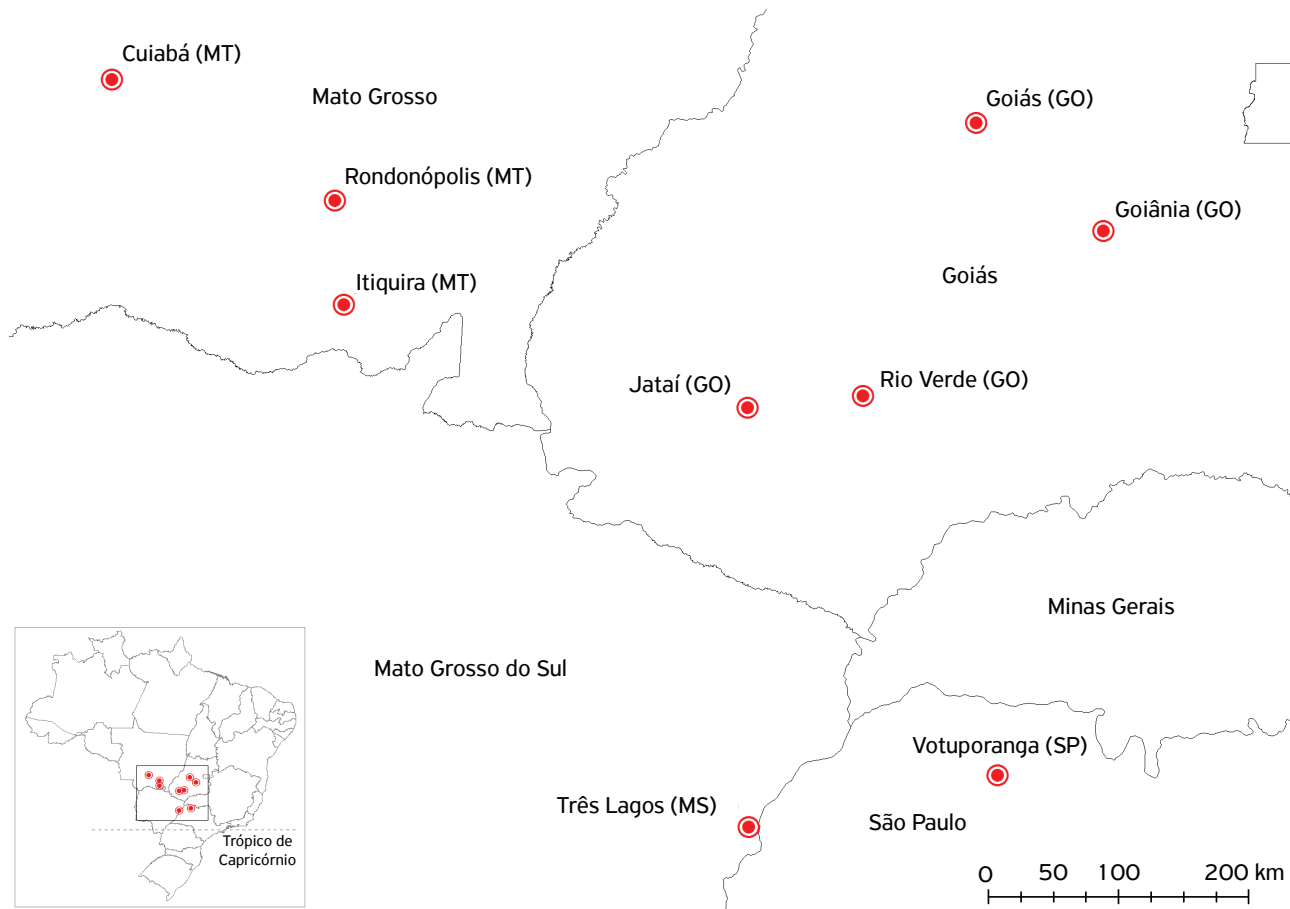 Cuiabá (MT)
Mato Grosso
Goiás (GO)
Rondonópolis (MT)
Goiânia (GO)
Itiquira (MT)
Goiás
Jataí (GO)
Rio Verde (GO)
Minas Gerais
Mato Grosso do Sul
Votuporanga (SP)
Três Lagos (MS)
São Paulo
Trópico de
Capricórnio
0 50 100 200 km